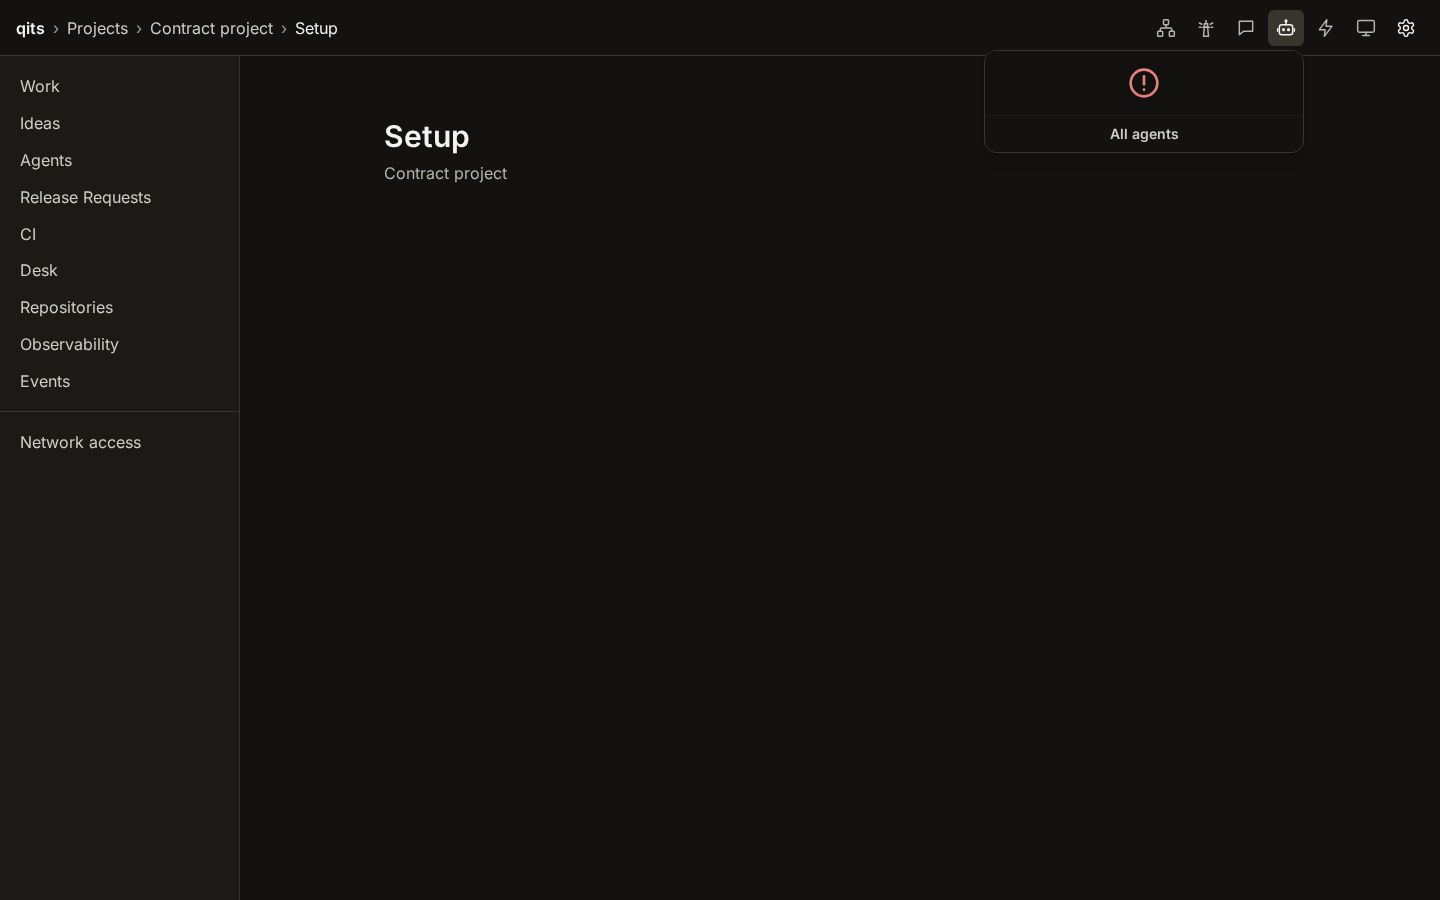 qits › Projects › Contract project › Setup
All agents
Work
Ideas
Agents
Release Requests
CI
Desk
Repositories
Observability
Events
Network access
Setup
Contract project